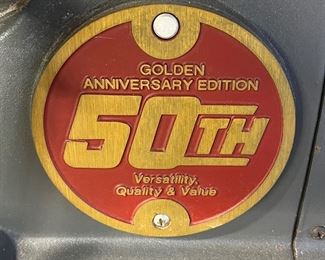 GOLDEN
ANNIVERSARY EDITION
50TH
Versatility,
Quality & Value